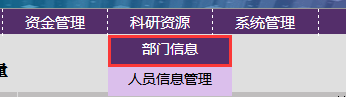 资金管理 科研资源 系统管理
部门信息
人员信息管理